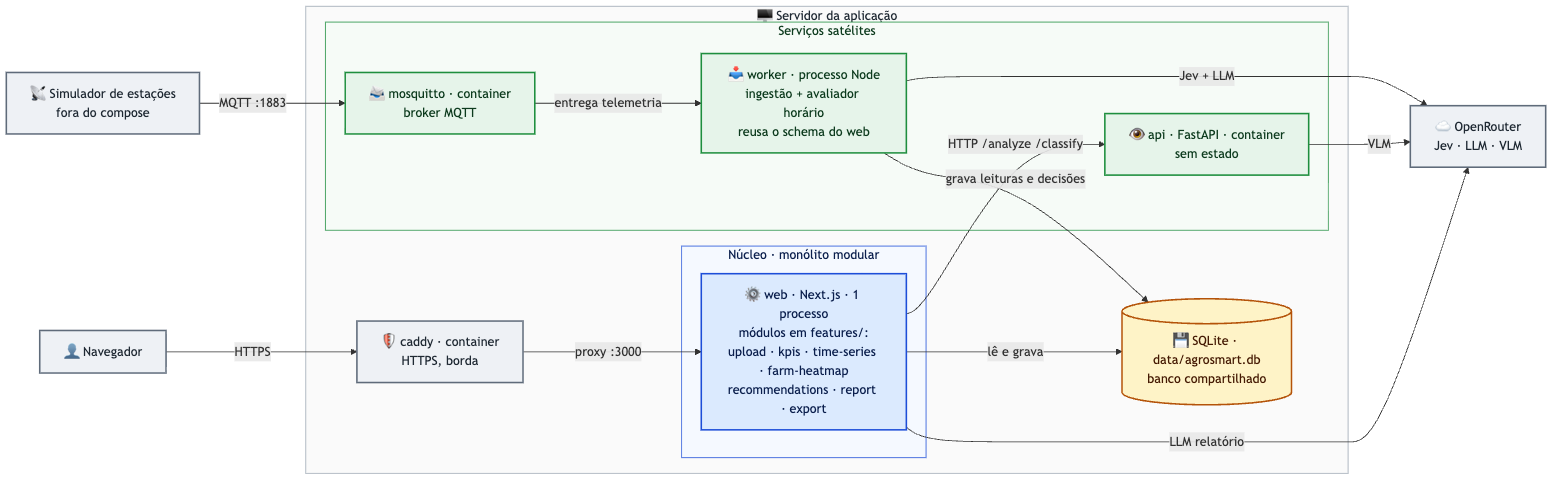 Servidor da aplicação
Serviços satélites
Simulador de estações
fora do compose
MQTT :1883
mosquitto · container
broker MQTT
entrega telemetria
worker · processo Node
ingestão + avaliador
horário
reusa o schema do web
Jev + LLM
HTTP /analyze /classify
grava leituras e decisões
api · FastAPI · container
sem estado
VLM
OpenRouter
Jev · LLM · VLM
Núcleo · monólito modular
Navegador
HTTPS
caddy · container
HTTPS, borda
proxy :3000
web · Next.js · 1
processo
módulos em features/:
upload · kpis · time-series
· farm-heatmap
recommendations · report
· export
lê e grava
SQLite ·
data/agrosmart.db
banco compartilhado
LLM relatório